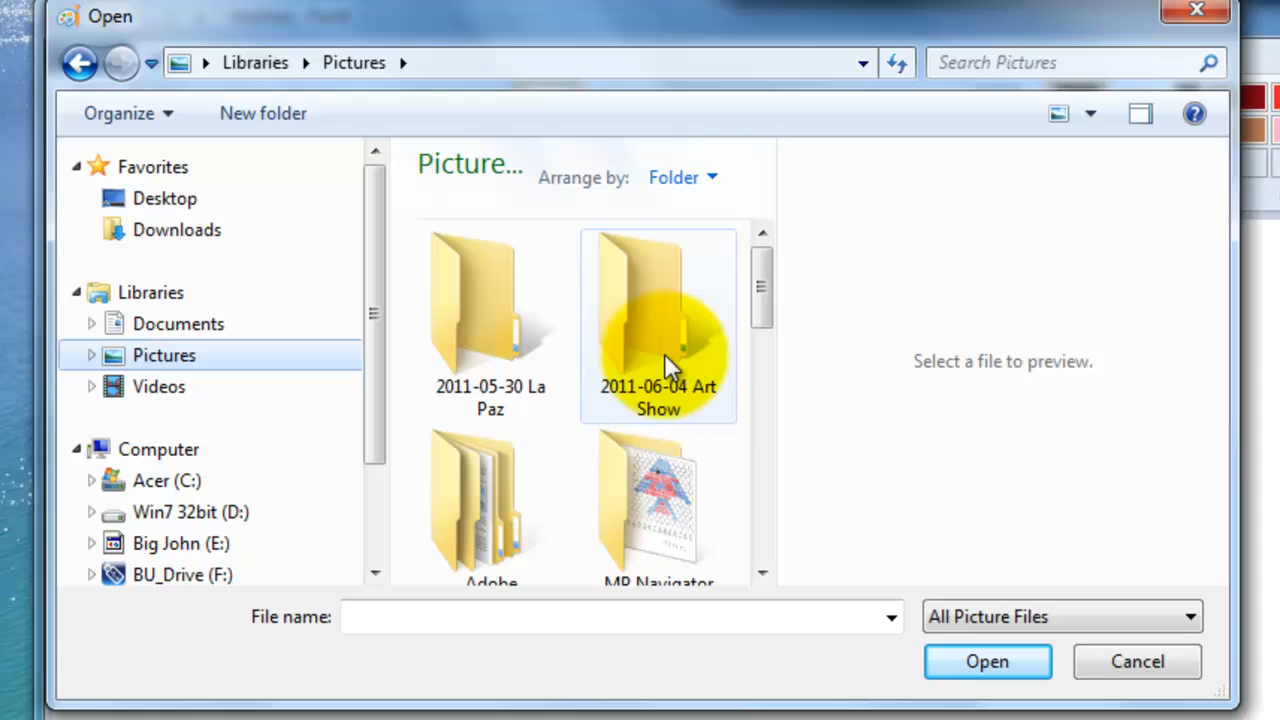 Open
Libraries
Pictures
Search Pictures
Organize
New folder
Favorites
Desktop
Downloads
Libraries
Documents
Pictures
Videos
Computer
Acer (C:)
Win7 32bit (D:)
Big John (E:)
BU_Drive (F:)
Picture...
Arrange by:
Folder
2011-05-30 La
Paz
2011-06-04 Art
Show
Adobe
MP Navigator
Select a file to preview.
File name:
All Picture Files
Open
Cancel